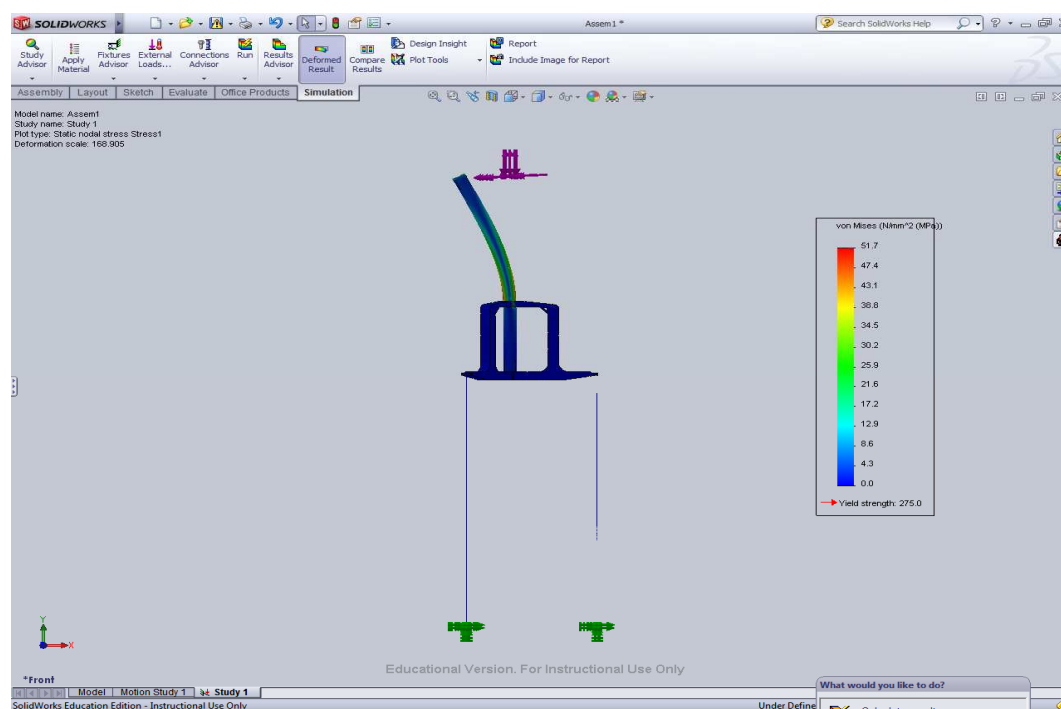 SOLIDWORKS
Assem1 *
Search SolidWorks Help
Study Advisor
Apply Material
Fixtures Advisor
External Loads...
Connections Advisor
Run
Results Advisor
Deformed Result
Compare Results
Design Insight
Plot Tools
Report
Include Image for Report
Assembly Layout Sketch Evaluate Office Products Simulation
Model name: Assem1
Study name: Study 1
Plot type: Static nodal stress Stress1
Deformation scale: 168.905
von Mises (N/mm^2 (MPa))
51.7
47.4
43.1
38.8
34.5
30.2
25.9
21.6
17.2
12.9
8.6
4.3
0.0
Yield strength: 275.0
Y
X
Educational Version. For Instructional Use Only
*Front
Model Motion Study 1 Study 1
What would you like to do?
SolidWorks Education Edition - Instructional Use Only
Under Define